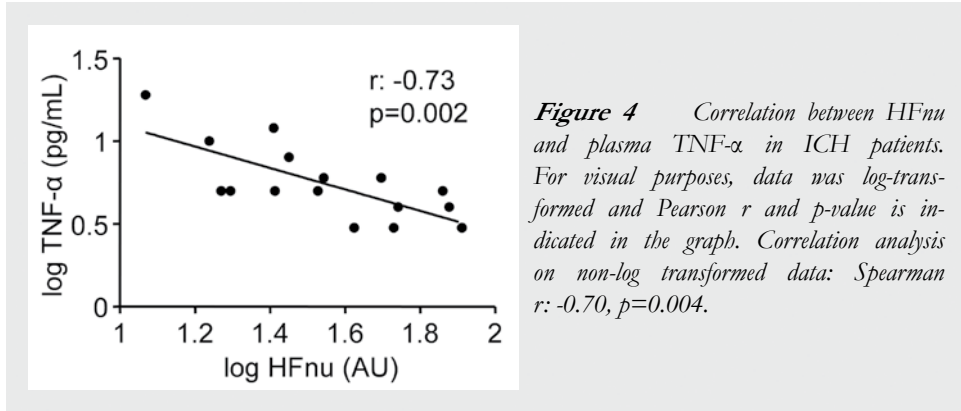 1.5
r: -0.73
p=0.002
1
0.5
0
log TNF-α (pg/mL)
1 1.2 1.4 1.6 1.8 2
log HFnu (AU)
Figure 4 Correlation between HFnu
and plasma TNF-α in ICH patients.
For visual purposes, data was log-trans-
formed and Pearson r and p-value is in-
dicated in the graph. Correlation analysis
on non-log transformed data: Spearman
r: -0.70, p=0.004.